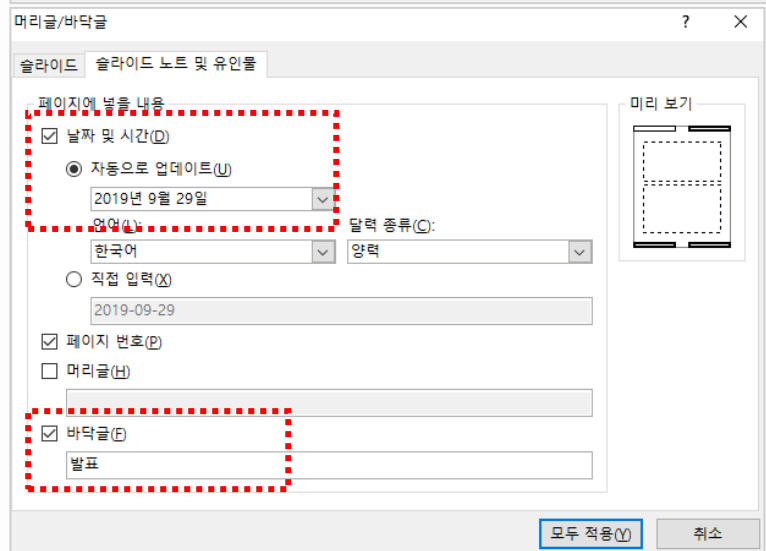 머리글/바닥글 ? ×
슬라이드 슬라이드 노트 및 유인물
페이지에 넣을 내용 미리 보기
날짜 및 시간(D)
자동으로 업데이트(U)
2019년 9월 29일
언어(L): 달력 종류(C):
한국어 양력
직접 입력(X)
2019-09-29
페이지 번호(P)
머리글(H)
바닥글(F)
발표
모두 적용(Y) 취소